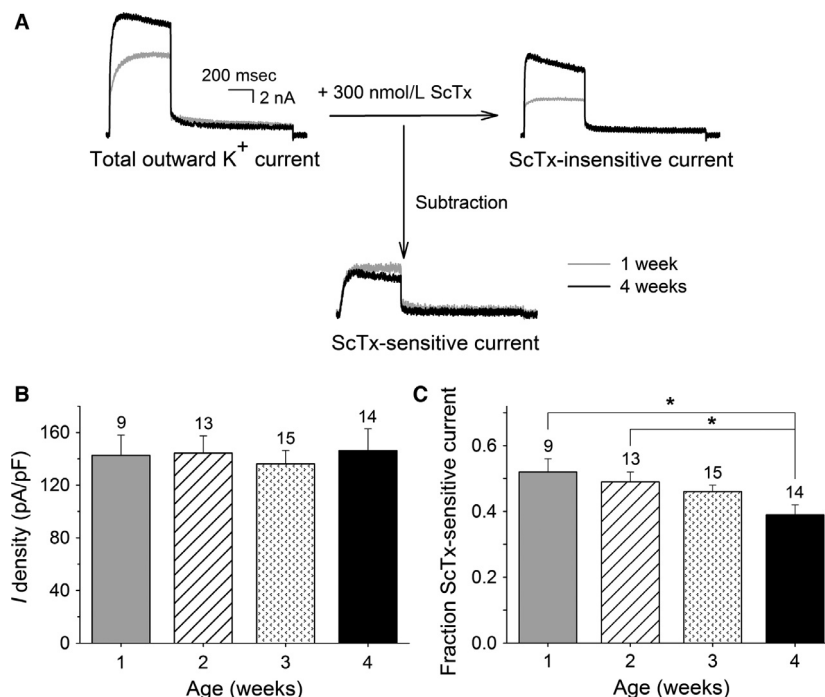 A
200 msec
2 nA
+ 300 nmol/L ScTx
Total outward K⁺ current
ScTx-insensitive current
Subtraction
1 week
4 weeks
ScTx-sensitive current
B
I density (pA/pF)
160
120
80
40
0
9
13
15
14
1
2
3
4
Age (weeks)
C
Fraction ScTx-sensitive current
0.6
0.4
0.2
0.0
*
*
9
13
15
14
1
2
3
4
Age (weeks)